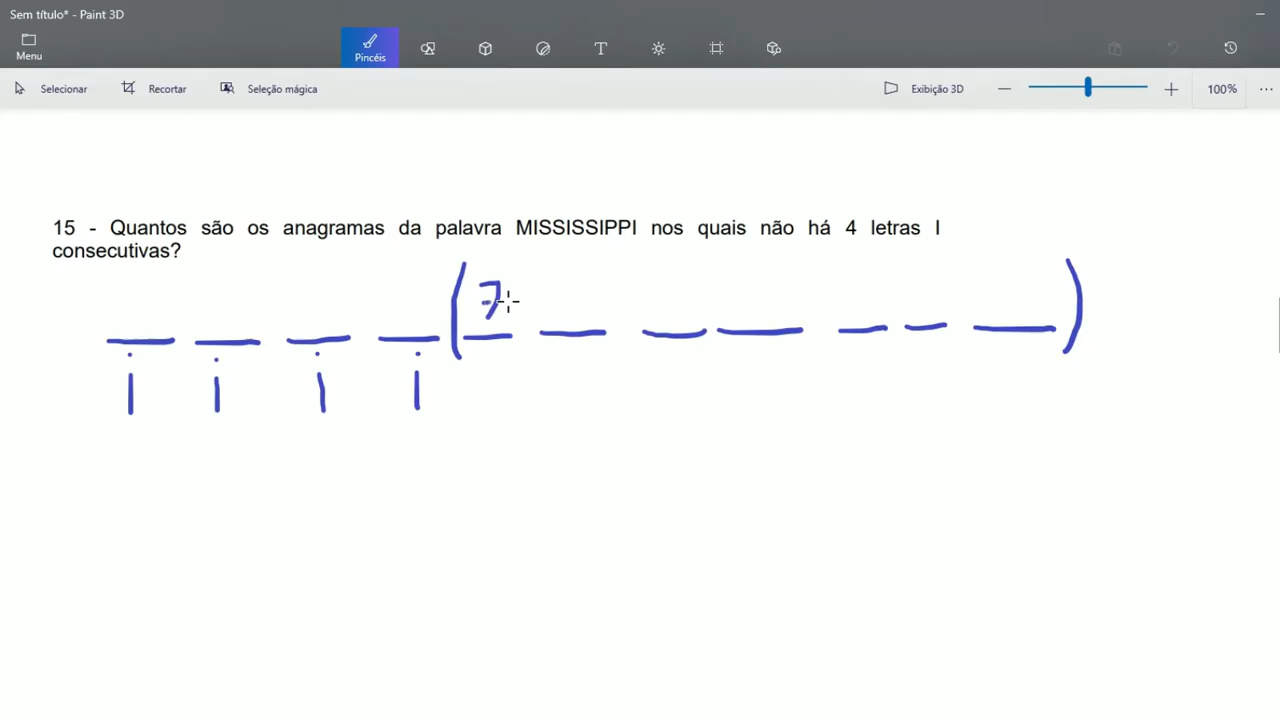 Sem título* - Paint 3D
Menu
Pincéis
Selecionar Recortar Seleção mágica Exibição 3D 100%
15 - Quantos são os anagramas da palavra MISSISSIPPI nos quais não há 4 letras I
consecutivas?
( 7 )
i i i i